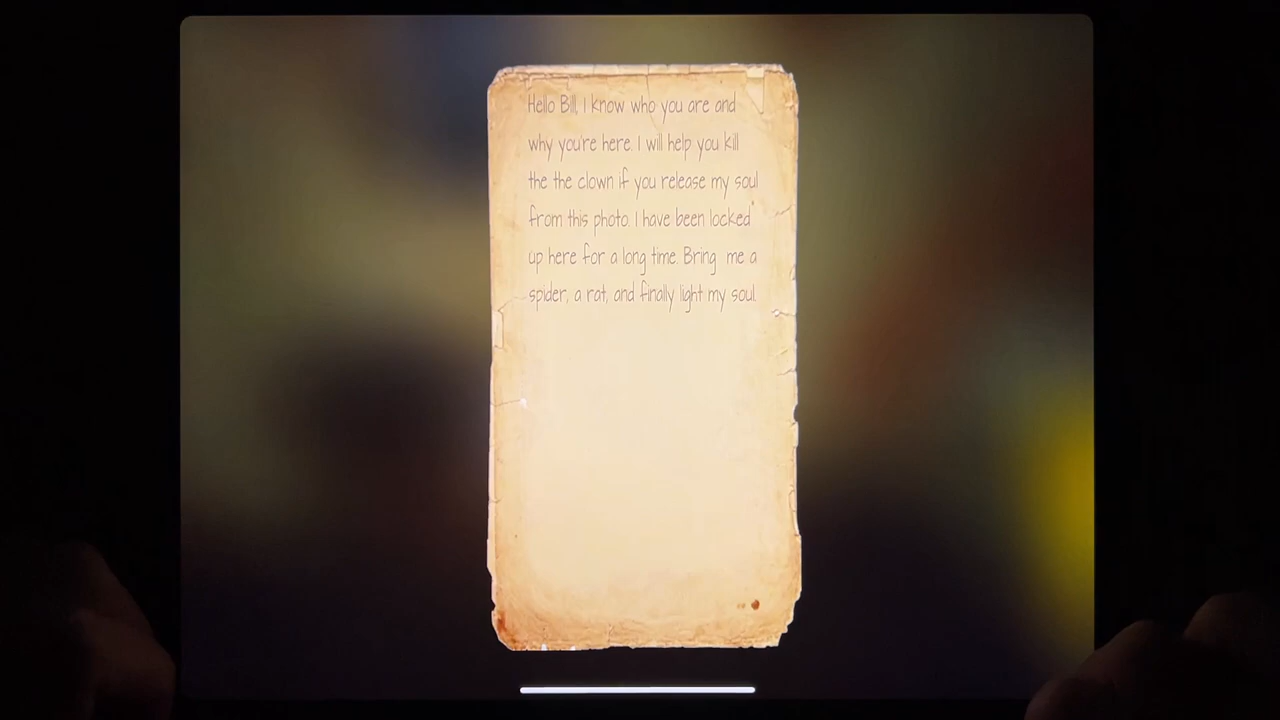 Hello Bill, I know who you are and
why you're here. I will help you kill
the the clown if you release my soul
from this photo. I have been locked
up here for a long time. Bring me a
spider, a rat, and finally light my soul.